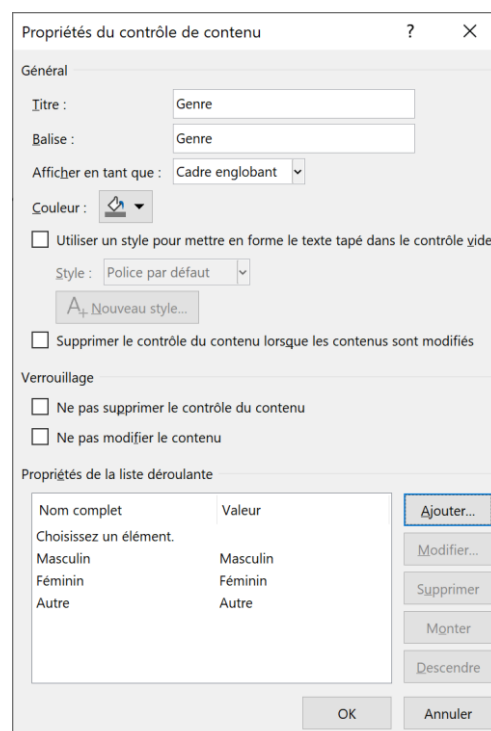 Propriétés du contrôle de contenu ? ×
Général
Titre : Genre
Balise : Genre
Afficher en tant que : Cadre englobant
Couleur :
Utiliser un style pour mettre en forme le texte tapé dans le contrôle vide
Style : Police par défaut
A+ Nouveau style...
Supprimer le contrôle du contenu lorsque les contenus sont modifiés
Verrouillage
Ne pas supprimer le contrôle du contenu
Ne pas modifier le contenu
Propriétés de la liste déroulante
Nom complet Valeur Ajouter...
Choisissez un élément.
Masculin Masculin Modifier...
Féminin Féminin Supprimer
Autre Autre
Monter
Descendre
OK Annuler